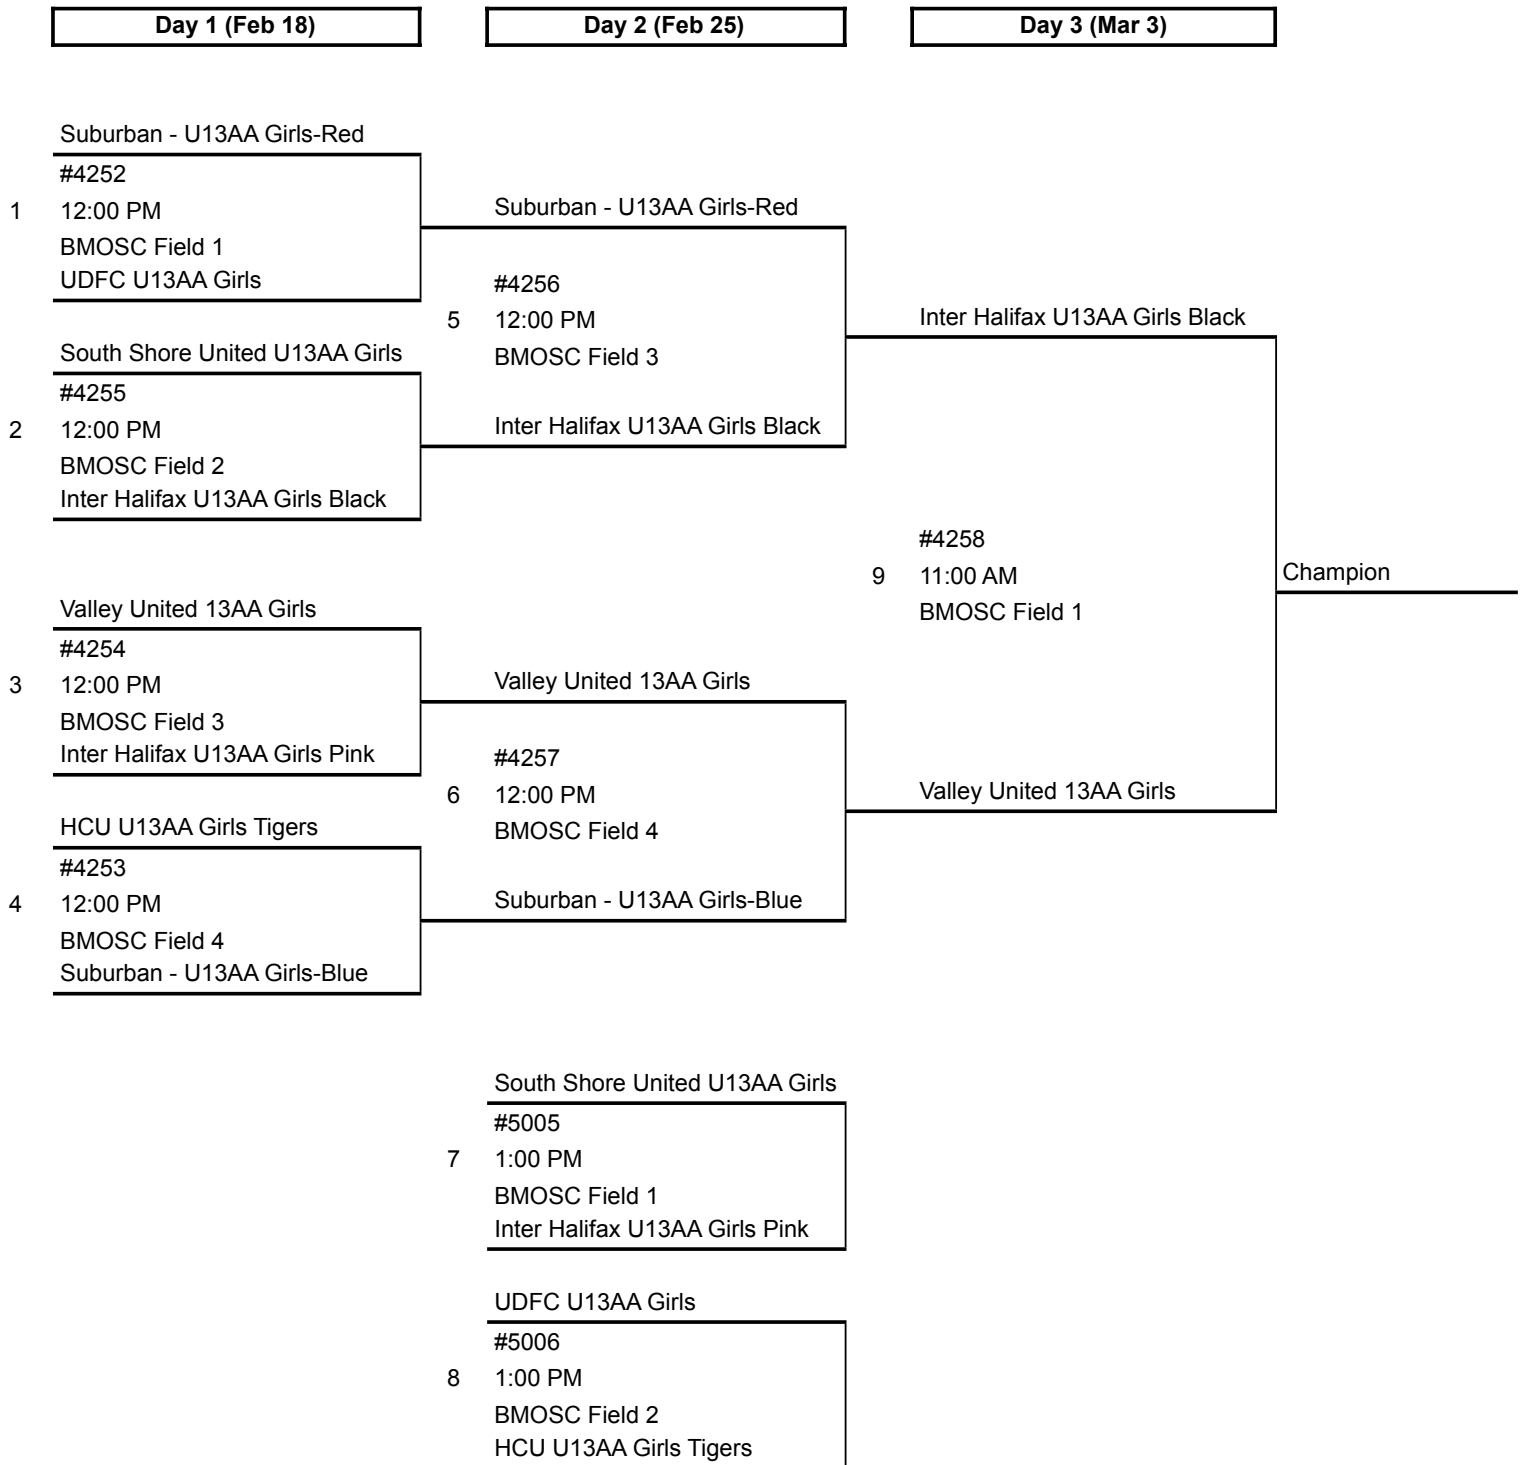 Day 1 (Feb 18)
Day 2 (Feb 25)
Day 3 (Mar 3)
Suburban - U13AA Girls-Red
#4252
1 12:00 PM
BMOSC Field 1
UDFC U13AA Girls
South Shore United U13AA Girls
#4255
2 12:00 PM
BMOSC Field 2
Inter Halifax U13AA Girls Black
Valley United 13AA Girls
#4254
3 12:00 PM
BMOSC Field 3
Inter Halifax U13AA Girls Pink
HCU U13AA Girls Tigers
#4253
4 12:00 PM
BMOSC Field 4
Suburban - U13AA Girls-Blue
Suburban - U13AA Girls-Red
#4256
5 12:00 PM
BMOSC Field 3
Inter Halifax U13AA Girls Black
Valley United 13AA Girls
#4257
6 12:00 PM
BMOSC Field 4
Suburban - U13AA Girls-Blue
South Shore United U13AA Girls
#5005
7 1:00 PM
BMOSC Field 1
Inter Halifax U13AA Girls Pink
UDFC U13AA Girls
#5006
8 1:00 PM
BMOSC Field 2
HCU U13AA Girls Tigers
Inter Halifax U13AA Girls Black
#4258
9 11:00 AM
BMOSC Field 1
Valley United 13AA Girls
Champion